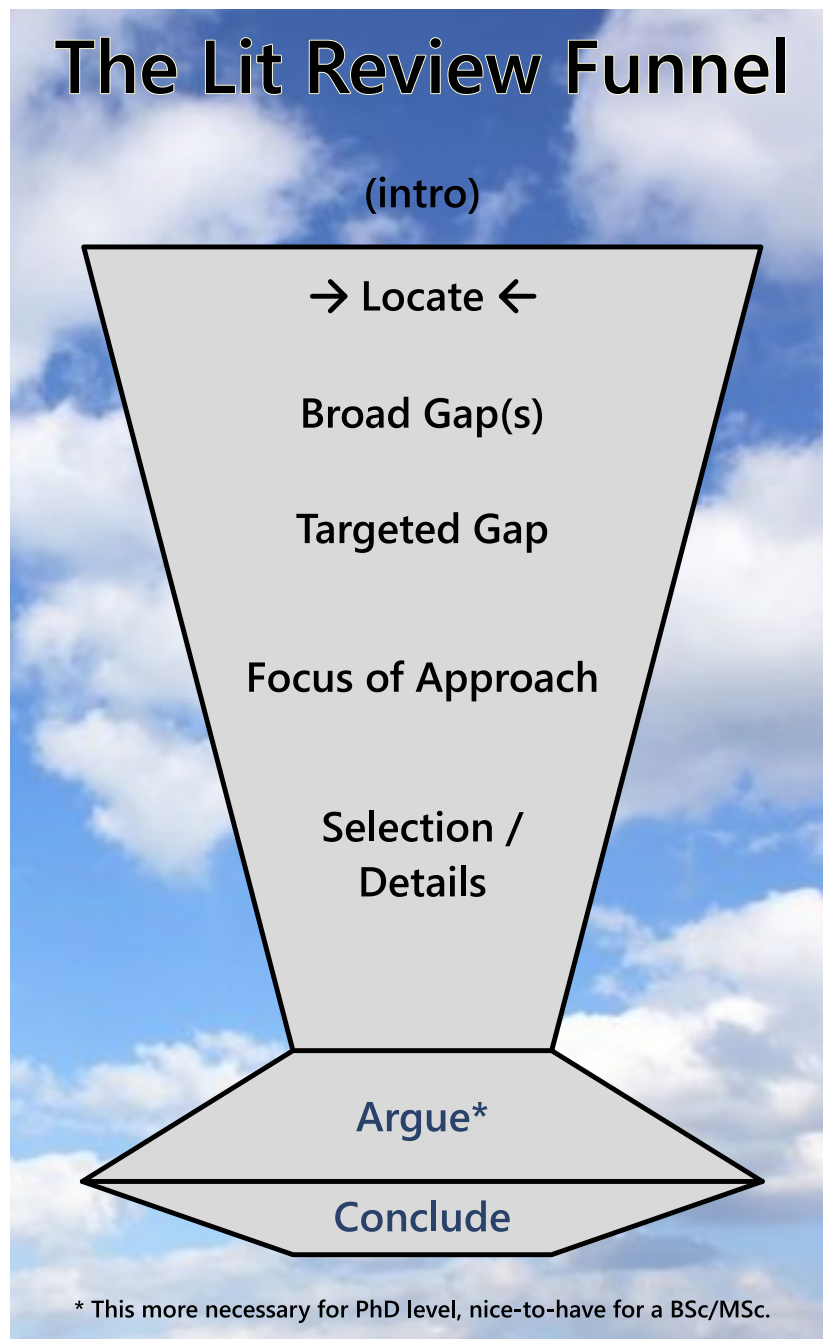 The Lit Review Funnel
(intro)
→ Locate ←
Broad Gap(s)
Targeted Gap
Focus of Approach
Selection /
Details
Argue*
Conclude
* This more necessary for PhD level, nice-to-have for a BSc/MSc.